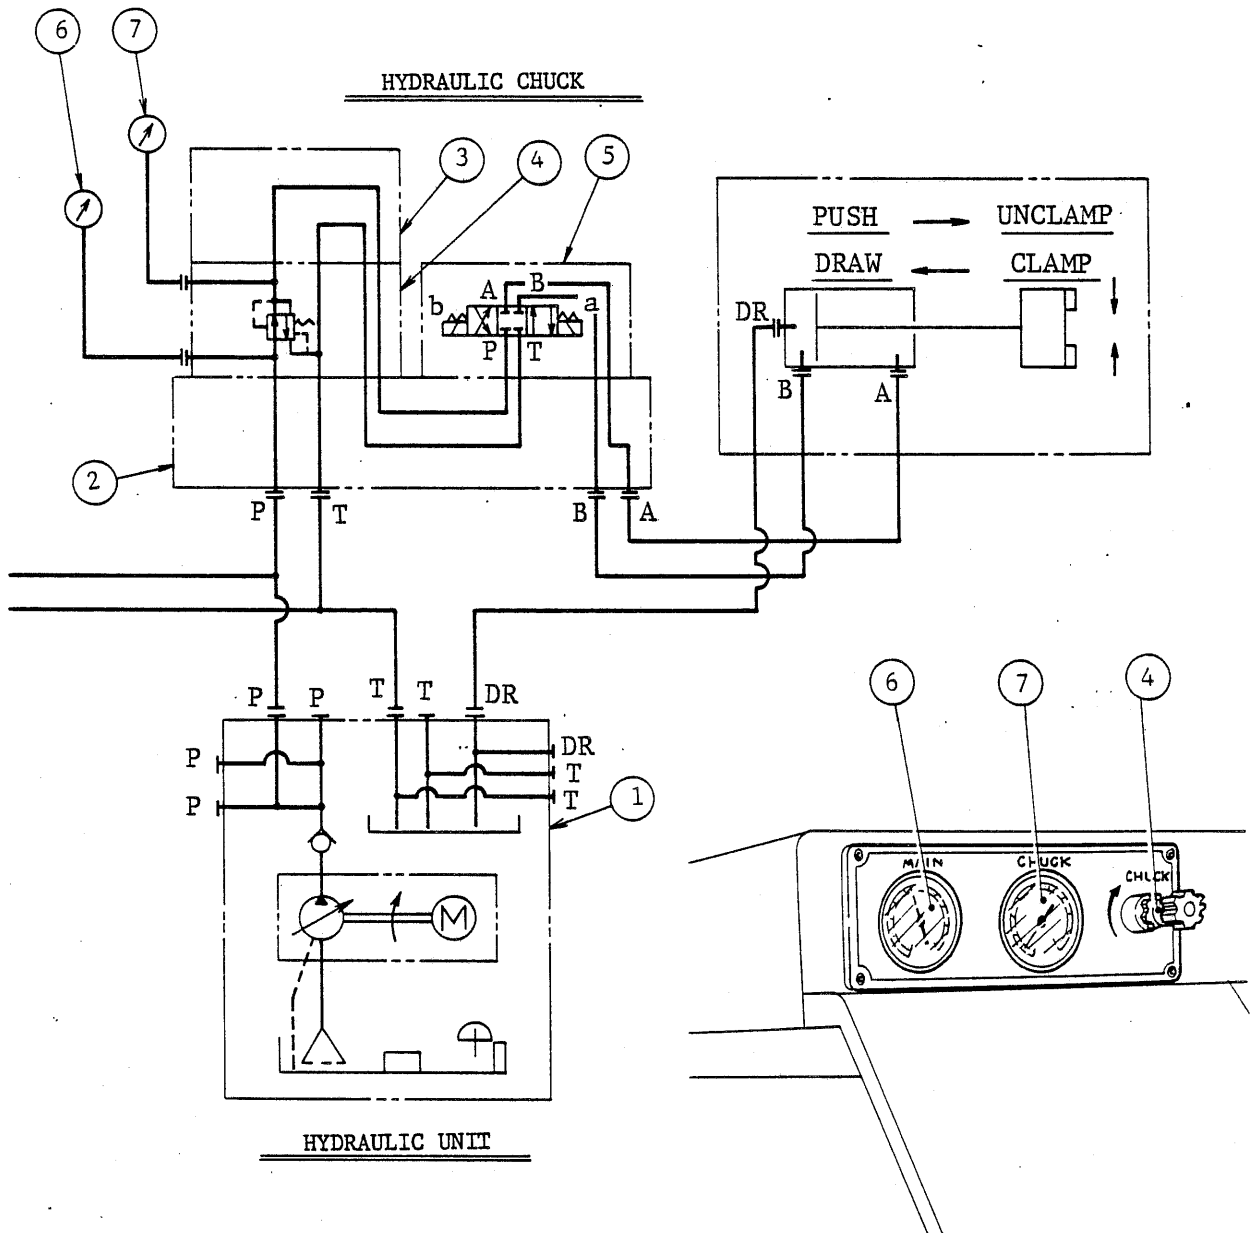 6 7
HYDRAULIC CHUCK
3 4 5
PUSH UNCLAMP
DRAW CLAMP
A B
b a
DR
P T
B A
2
P T B A
6 7 4
P P T T DR
P DR
T
P T
1
MAIN CHUCK CHUCK
M
HYDRAULIC UNIT